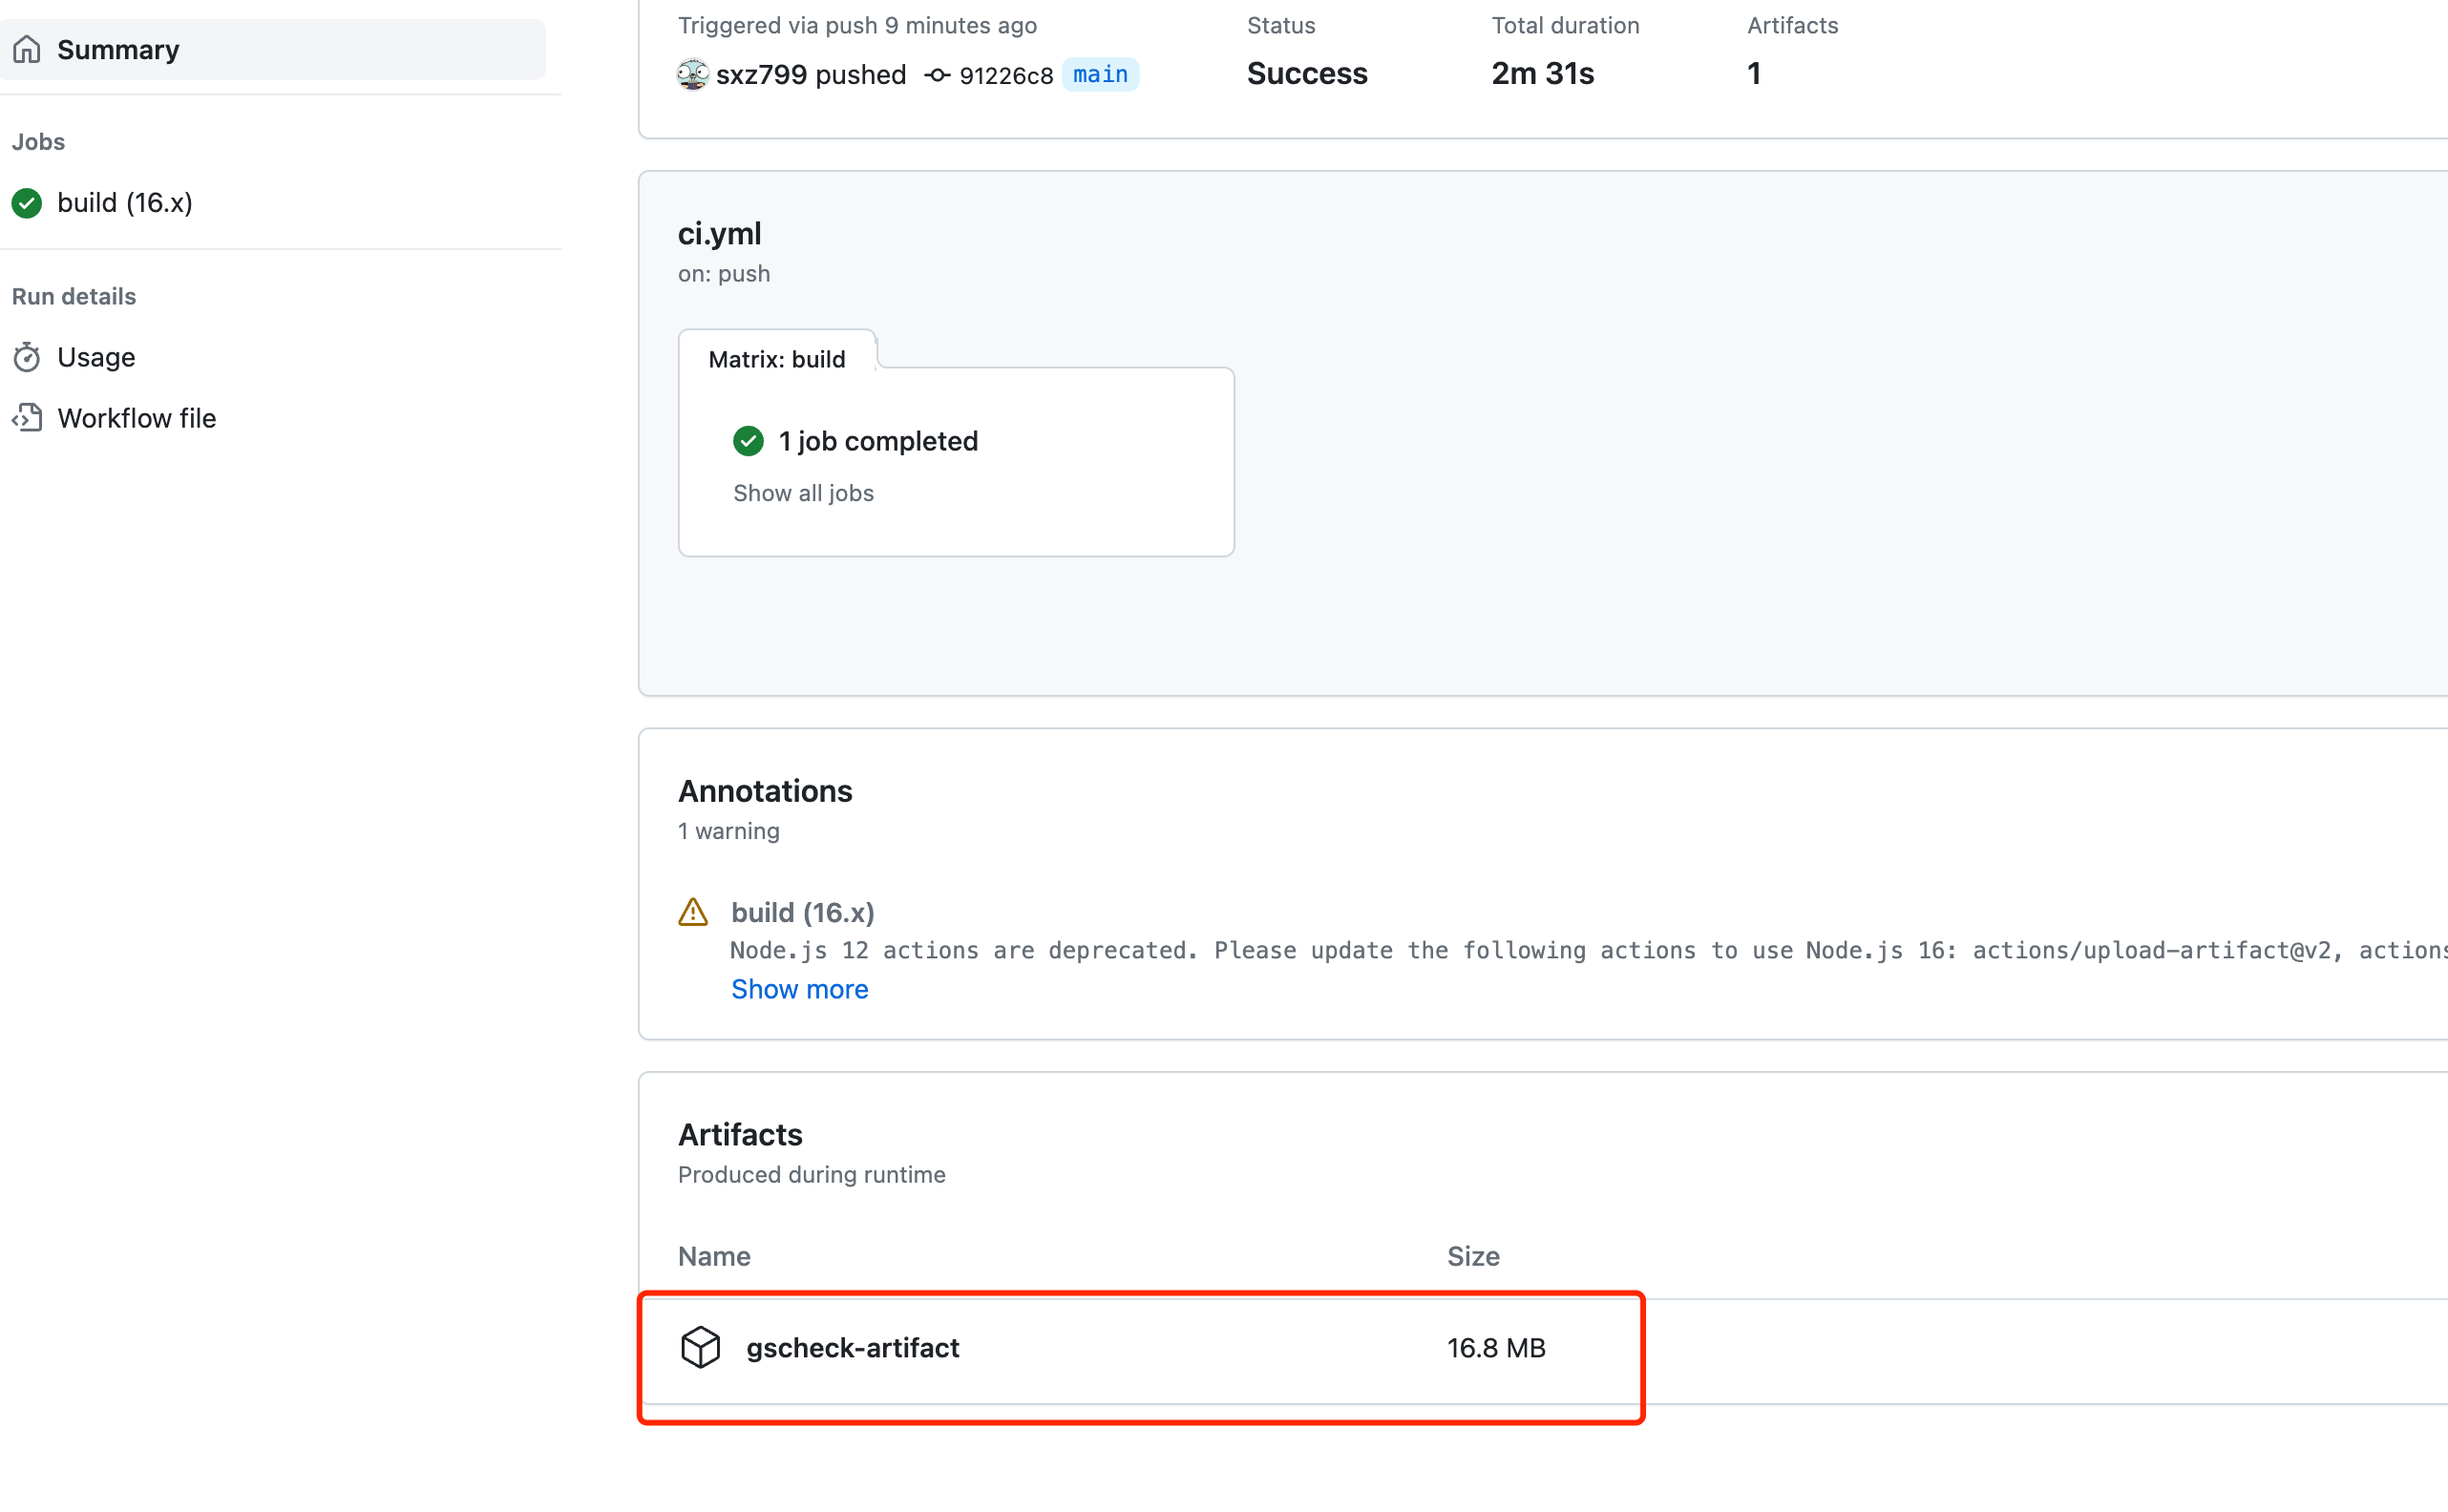 Summary
Jobs
build (16.x)
Run details
Usage
Workflow file
Triggered via push 9 minutes ago
sxz799 pushed 91226c8 main
Status
Success
Total duration
2m 31s
Artifacts
1
ci.yml
on: push
Matrix: build
1 job completed
Show all jobs
Annotations
1 warning
build (16.x)
Node.js 12 actions are deprecated. Please update the following actions to use Node.js 16: actions/upload-artifact@v2, actions
Show more
Artifacts
Produced during runtime
Name Size
gscheck-artifact 16.8 MB